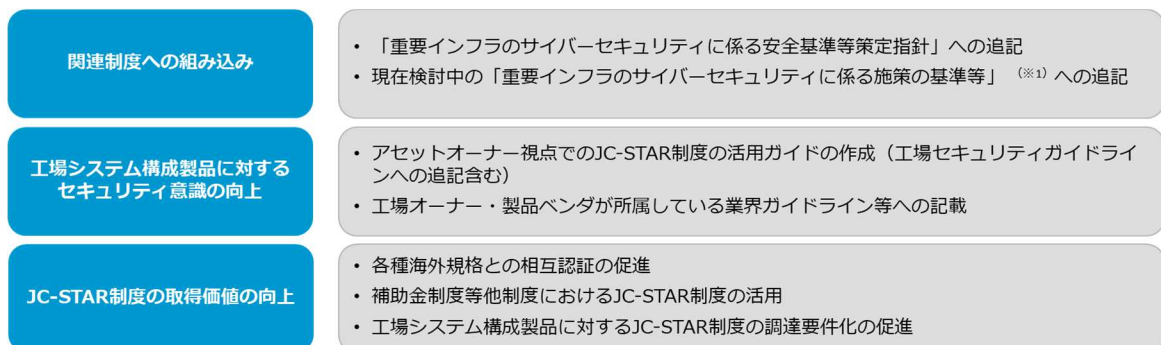 関連制度への組み込み
• 「重要インフラのサイバーセキュリティに係る安全基準等策定指針」への追記
• 現在検討中の「重要インフラのサイバーセキュリティに係る施策の基準等」（※1）への追記
工場システム構成製品に対する
セキュリティ意識の向上
• アセットオーナー視点でのJC-STAR制度の活用ガイドの作成（工場セキュリティガイドライ
ンへの追記含む）
• 工場オーナー・製品ベンダが所属している業界ガイドライン等への記載
JC-STAR制度の取得価値の向上
• 各種海外規格との相互認証の促進
• 補助金制度等他制度におけるJC-STAR制度の活用
• 工場システム構成製品に対するJC-STAR制度の調達要件化の促進